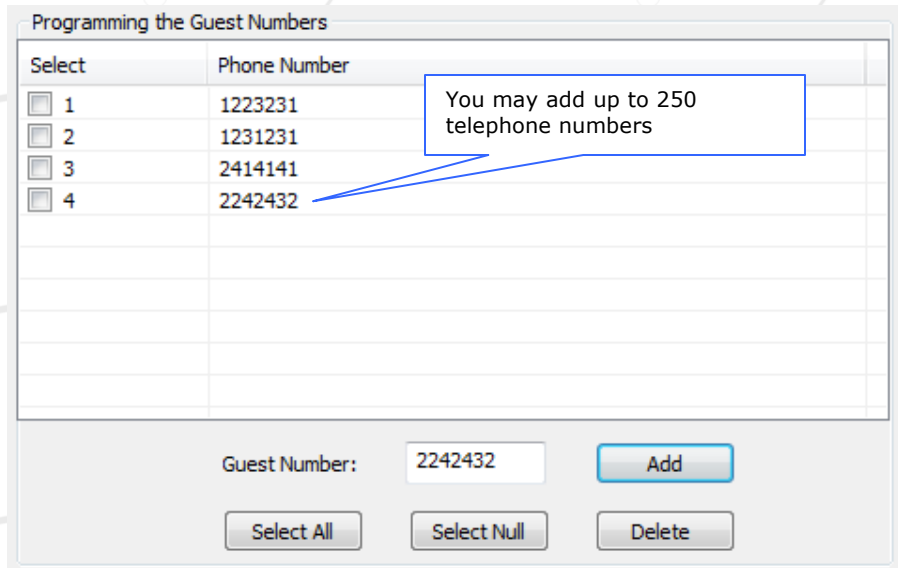 Programming the Guest Numbers
Select Phone Number
1 1223231
2 1231231
3 2414141
4 2242432
You may add up to 250
telephone numbers
Guest Number: 2242432 Add
Select All Select Null Delete